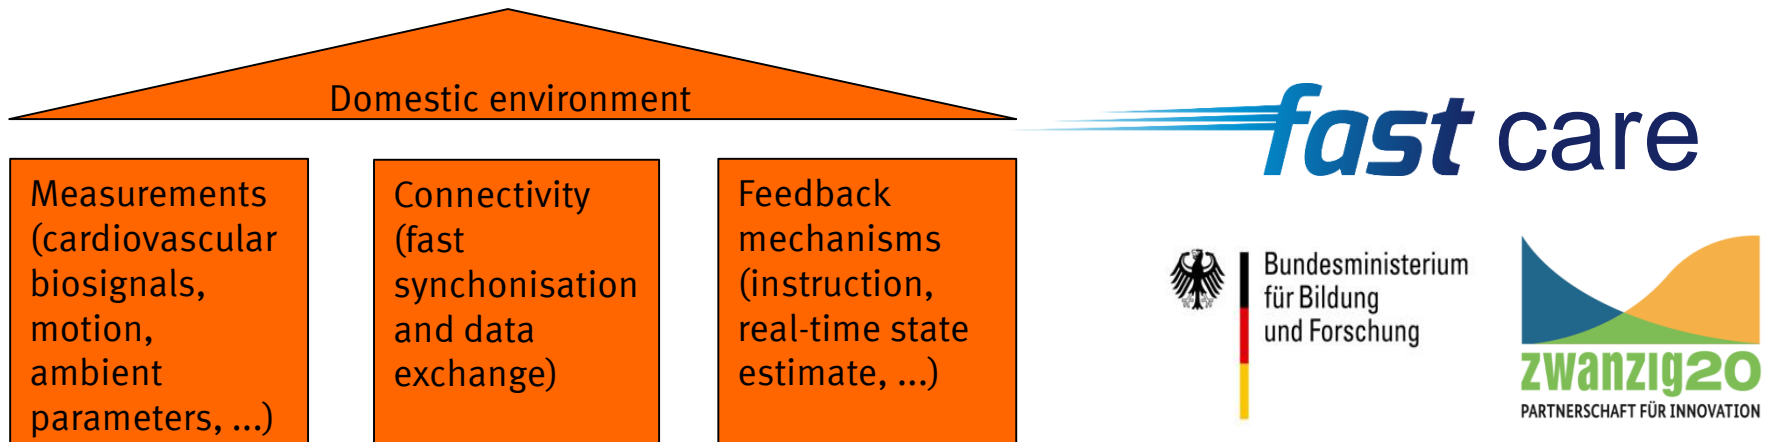 Domestic environment
Measurements
(cardiovascular
biosignals,
motion,
ambient
parameters, ...)
Connectivity
(fast
synchonisation
and data
exchange)
Feedback
mechanisms
(instruction,
real-time state
estimate, ...)
fast care
Bundesministerium
für Bildung
und Forschung
zwanzig20
PARTNERSCHAFT FÜR INNOVATION